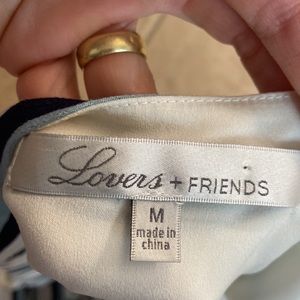 Lovers + FRIENDS
M
made in
china